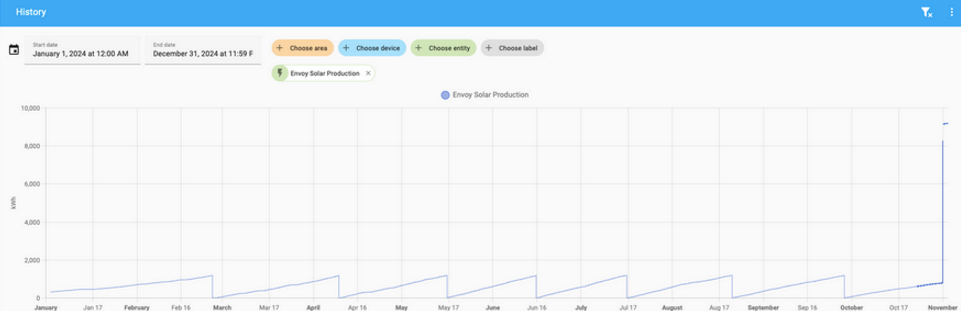 History
Start date
End date
January 1, 2024 at 12:00 AM
December 31, 2024 at 11:59 F
+ Choose area
+ Choose device
+ Choose entity
+ Choose label
Envoy Solar Production ×
Envoy Solar Production
10,000
8,000
6,000
4,000
2,000
0
kWh
January Jan 17 February Feb 16 March Mar 17 April Apr 16 May May 17 June Jun 16 July Jul 17 August Aug 17 September Sep 16 October Oct 17 November